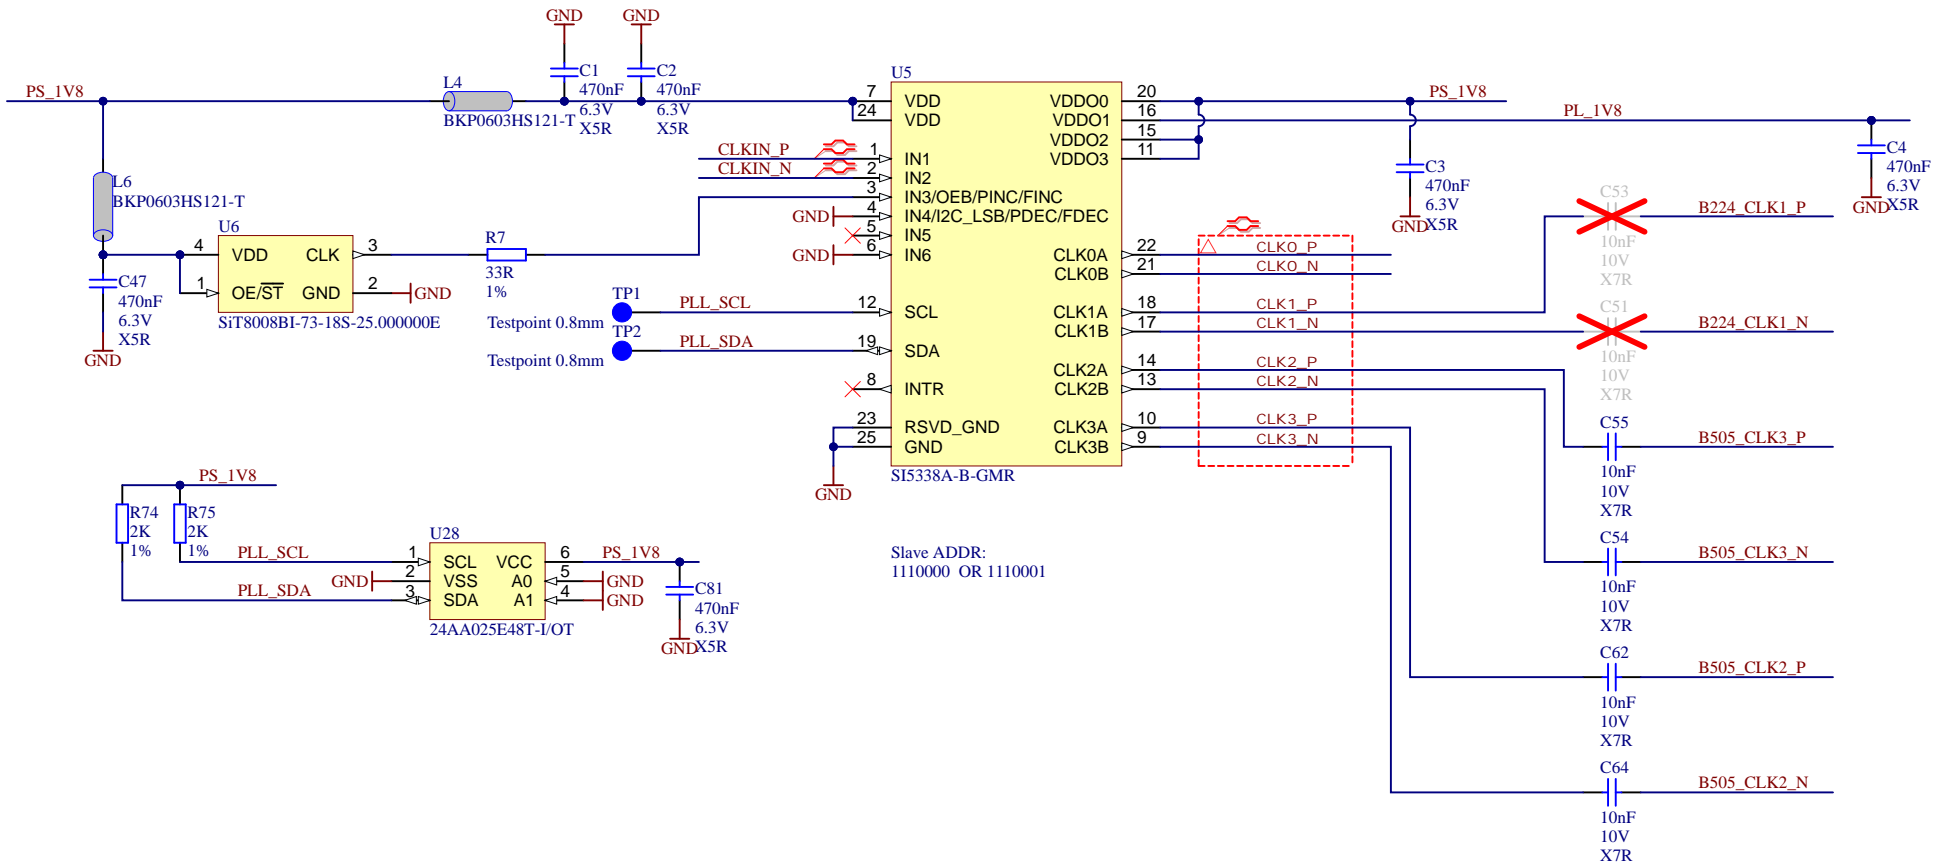 GND
GND
C1
470nF
6.3V
X5R
C2
470nF
6.3V
X5R
PS_1V8
L4
BKP0603HS121-T
L6
BKP0603HS121-T
U6
4
VDD
CLK
3
1
OE/ST
GND
2
GND
SiT8008BI-73-18S-25.000000E
C47
470nF
6.3V
X5R
GND
R7
33R
1%
TP1
PLL_SCL
Testpoint 0.8mm
TP2
PLL_SDA
Testpoint 0.8mm
CLKIN_P
CLKIN_N
GND
GND
GND
U5
7
VDD
24
VDD
1
IN1
2
IN2
3
IN3/OEB/PINC/FINC
4
IN4/I2C_LSB/PDEC/FDEC
5
IN5
6
IN6
12
SCL
19
SDA
8
INTR
23
RSVD_GND
25
GND
VDDO0
20
VDDO1
16
VDDO2
15
VDDO3
11
CLK0A
22
CLK0B
21
CLK1A
18
CLK1B
17
CLK2A
14
CLK2B
13
CLK3A
10
CLK3B
9
SI5338A-B-GMR
CLK0_P
CLK0_N
CLK1_P
CLK1_N
CLK2_P
CLK2_N
CLK3_P
CLK3_N
PS_1V8
PL_1V8
C3
470nF
6.3V
X5R
GND
C4
470nF
6.3V
X5R
GND
C53
10nF
10V
X7R
B224_CLK1_P
C51
10nF
10V
X7R
B224_CLK1_N
C55
10nF
10V
X7R
B505_CLK3_P
C54
10nF
10V
X7R
B505_CLK3_N
C62
10nF
10V
X7R
B505_CLK2_P
C64
10nF
10V
X7R
B505_CLK2_N
Slave ADDR:
1110000 OR 1110001
PS_1V8
R74
2K
1%
R75
2K
1%
PLL_SCL
GND
PLL_SDA
U28
1
SCL
VCC
6
2
VSS
A0
5
3
SDA
A1
4
24AA025E48T-I/OT
PS_1V8
GND
GND
C81
470nF
6.3V
X5R
GND